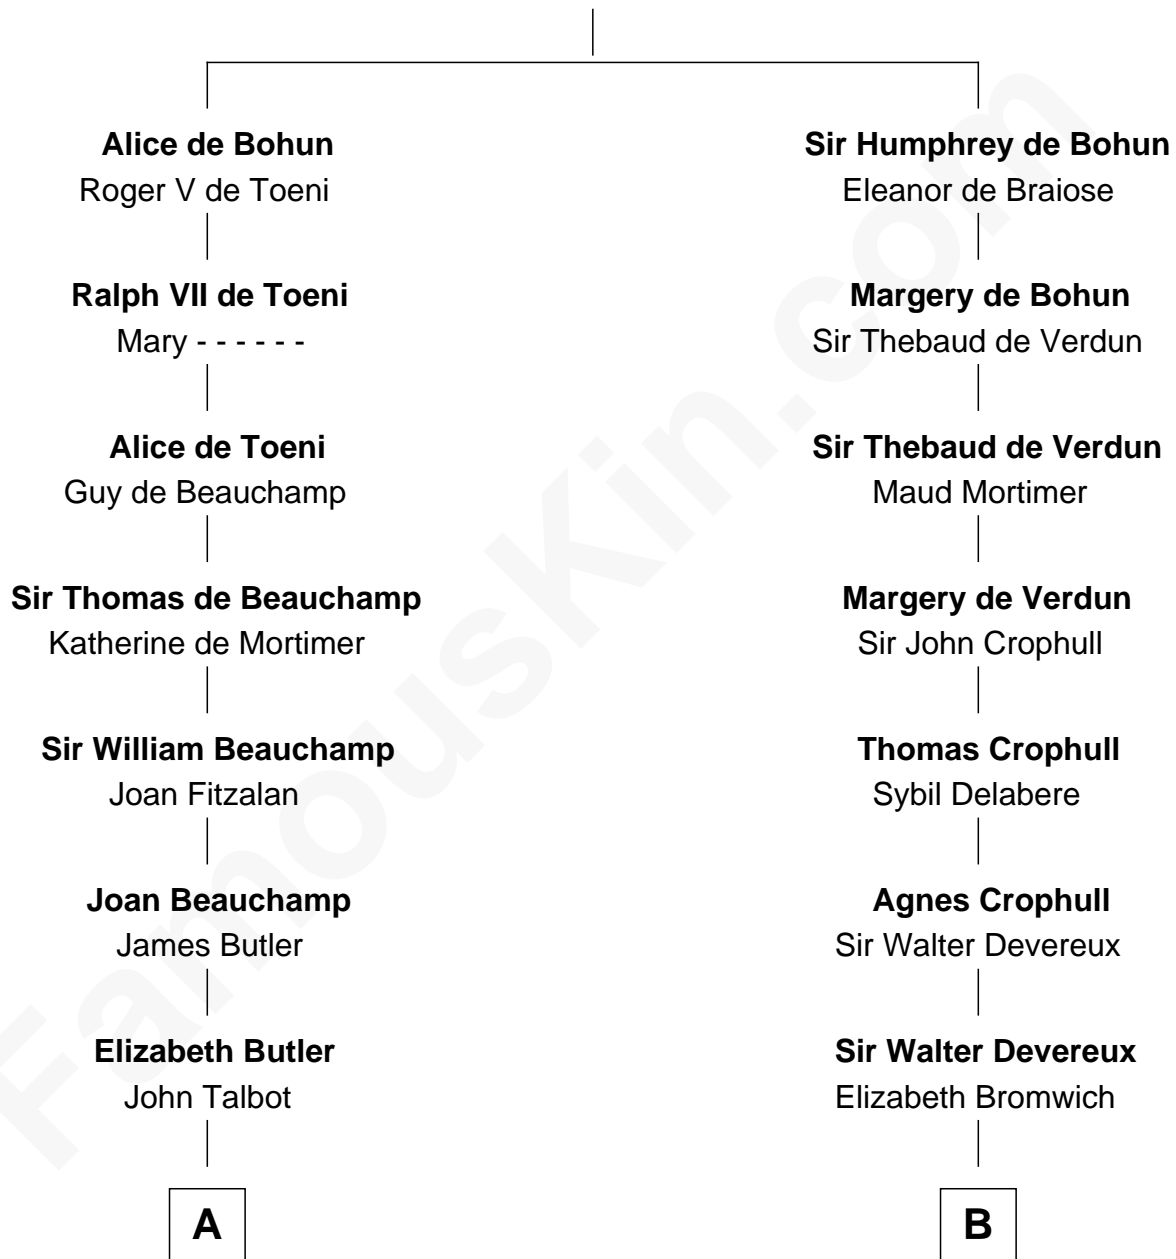 Alice de Bohun
Roger V de Toeni
Ralph VII de Toeni
Mary - - - - - -
Alice de Toeni
Guy de Beauchamp
Sir Thomas de Beauchamp
Katherine de Mortimer
Sir William Beauchamp
Joan Fitzalan
Joan Beauchamp
James Butler
Elizabeth Butler
John Talbot
A
Sir Humphrey de Bohun
Eleanor de Braiose
Margery de Bohun
Sir Thebaud de Verdun
Sir Thebaud de Verdun
Maud Mortimer
Margery de Verdun
Sir John Crophull
Thomas Crophull
Sybil Delabere
Agnes Crophull
Sir Walter Devereux
Sir Walter Devereux
Elizabeth Bromwich
B
FamousKin.com